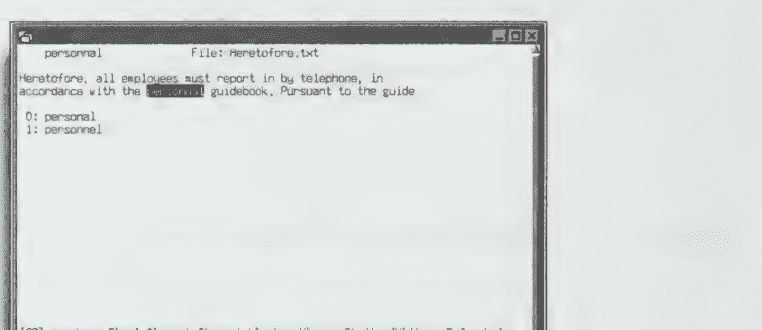 personnal File: Heretofore.txt
Heretofore, all employees must report in by telephone, in
accordance with the personnal guidebook. Pursuant to the guide
0: personal
1: personnel